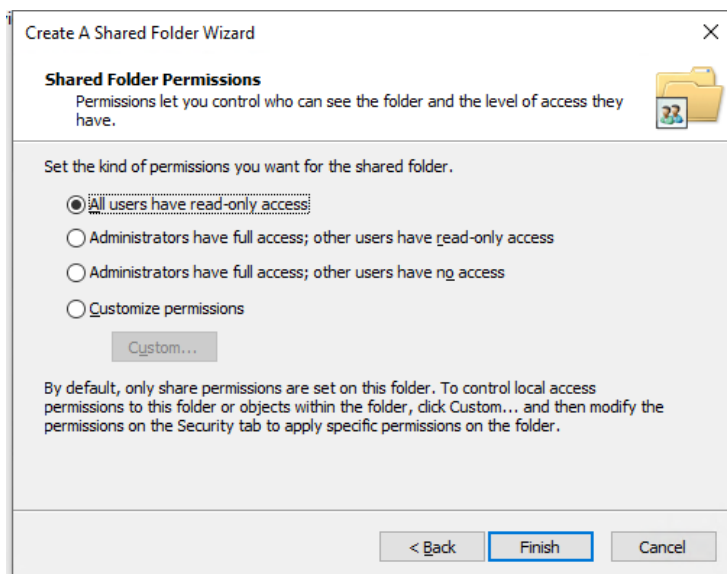 Create A Shared Folder Wizard
Shared Folder Permissions
Permissions let you control who can see the folder and the level of access they
have.
Set the kind of permissions you want for the shared folder.
All users have read-only access
Administrators have full access; other users have read-only access
Administrators have full access; other users have no access
Customize permissions
Custom...
By default, only share permissions are set on this folder. To control local access
permissions to this folder or objects within the folder, click Custom... and then modify the
permissions on the Security tab to apply specific permissions on the folder.
< Back Finish Cancel